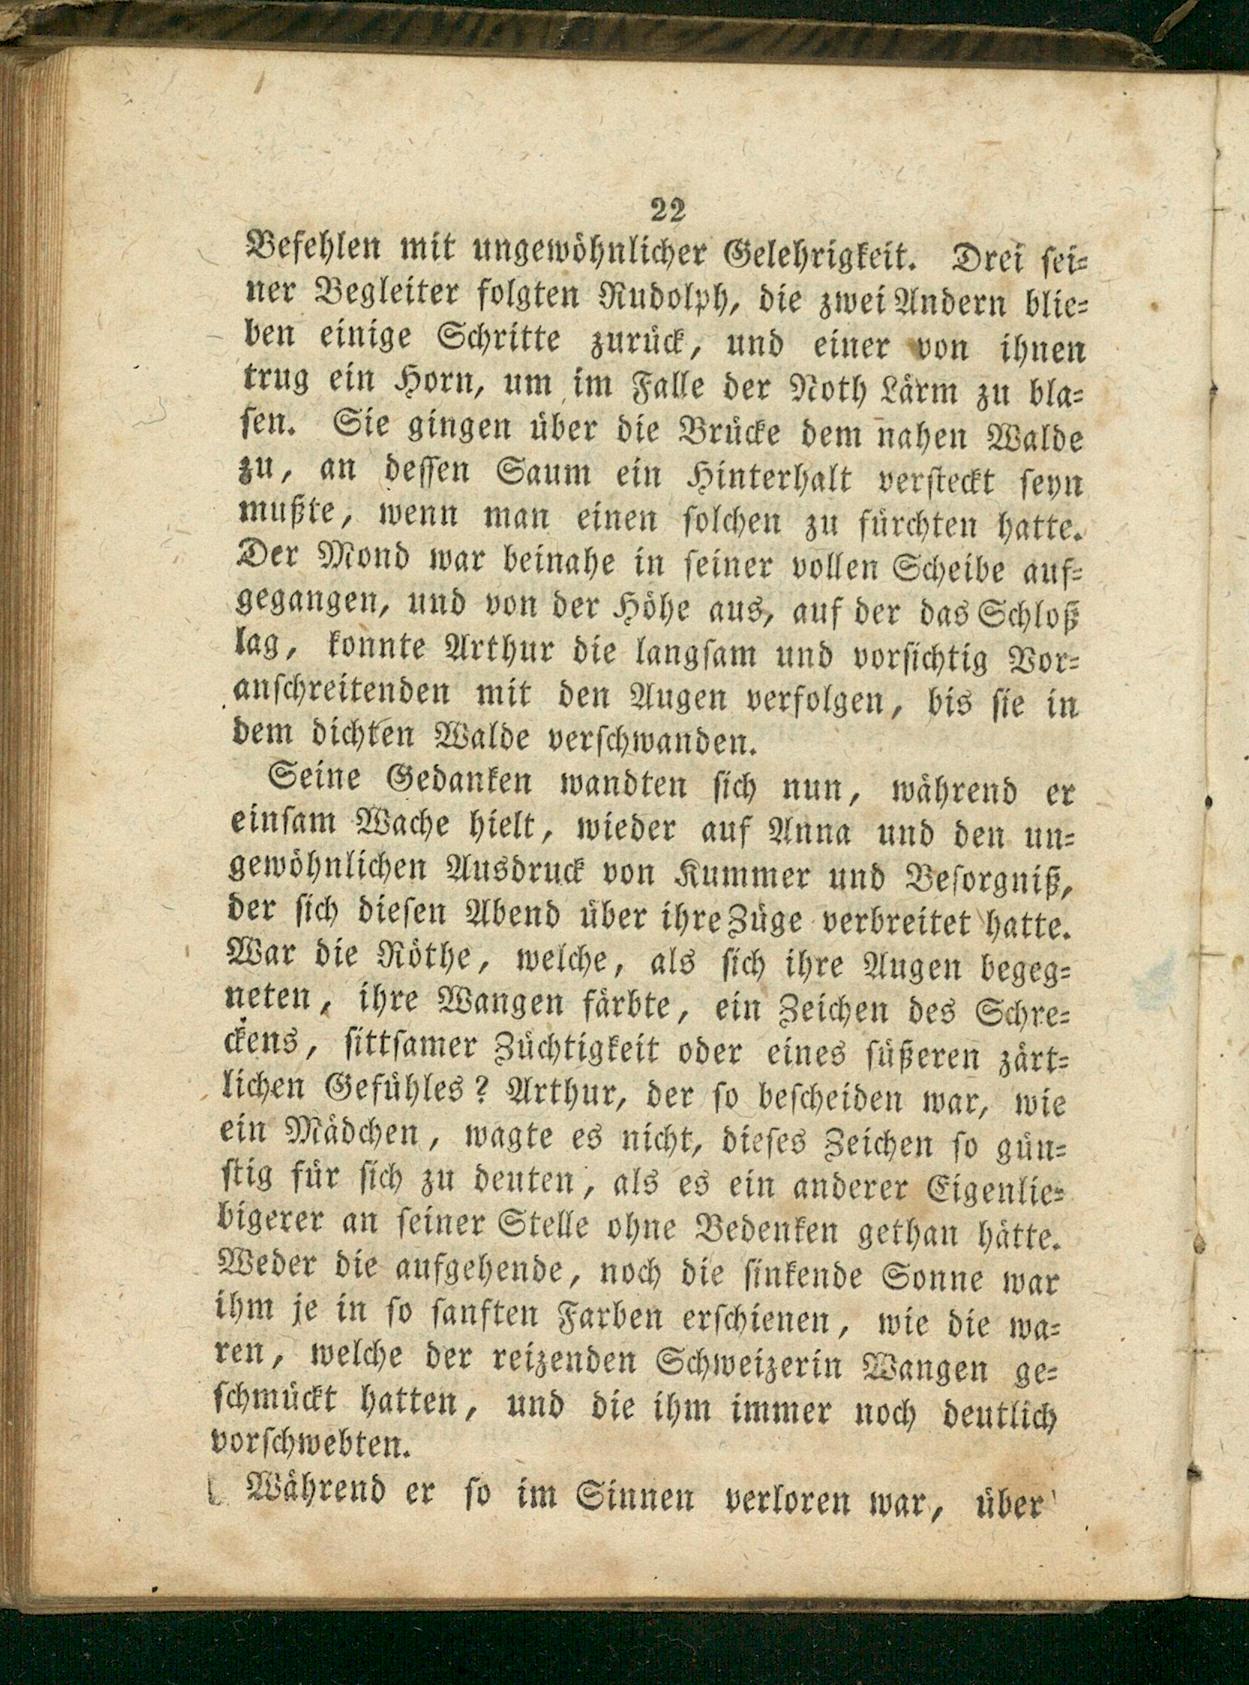 22
Befehlen mit ungewöhnlicher Gelehrigkeit. Drei sei-
ner Begleiter folgten Rudolph, die zwei Andern blie-
ben einige Schritte zurück, und einer von ihnen
trug ein Horn, um im Falle der Noth Lärm zu bla-
sen. Sie gingen über die Brücke dem nahen Walde
zu, an dessen Saum ein Hinterhalt versteckt seyn
mußte, wenn man einen solchen zu fürchten hatte.
Der Mond war beinahe in seiner vollen Scheibe auf-
gegangen, und von der Höhe aus, auf der das Schloß
lag, konnte Arthur die langsam und vorsichtig Vor-
anschreitenden mit den Augen verfolgen, bis sie in
dem dichten Walde verschwanden.
Seine Gedanken wandten sich nun, während er
einsam Wache hielt, wieder auf Anna und den un-
gewöhnlichen Ausdruck von Kummer und Besorgniß,
der sich diesen Abend über ihre Züge verbreitet hatte.
War die Röthe, welche, als sich ihre Augen begeg-
neten, ihre Wangen färbte, ein Zeichen des Schre-
ckens, sittsamer Züchtigkeit oder eines süßeren zärt-
lichen Gefühles? Arthur, der so bescheiden war, wie
ein Mädchen, wagte es nicht, dieses Zeichen so gün-
stig für sich zu deuten, als es ein anderer Eigenlie-
bigerer an seiner Stelle ohne Bedenken gethan hätte.
Weder die aufgehende, noch die sinkende Sonne war
ihm je in so sanften Farben erschienen, wie die wa-
ren, welche der reizenden Schweizerin Wangen ge-
schmückt hatten, und die ihm immer noch deutlich
vorschwebten.
Während er so im Sinnen verloren war, über